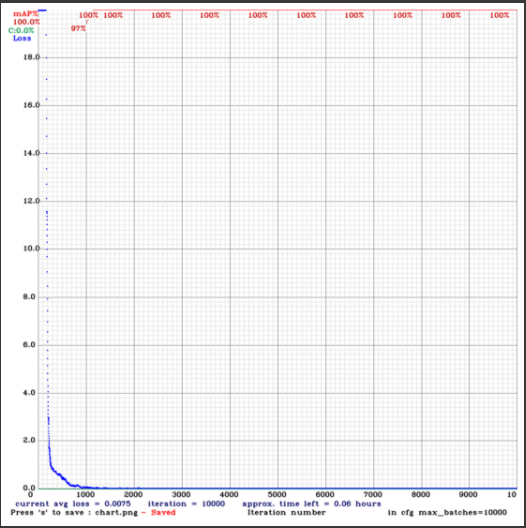 mAP% 100% 100% 100% 100% 100% 100% 100% 100% 100% 100%
100.0%
C:0.0% 97%
Loss
18.0
16.0
14.0
12.0
10.0
8.0
6.0
4.0
2.0
0.0
0 1000 2000 3000 4000 5000 6000 7000 8000 9000 10
current avg loss = 0.0075 iteration = 10000 approx. time left = 0.06 hours
Press 's' to save : chart.png - Saved Iteration number in cfg max_batches=10000